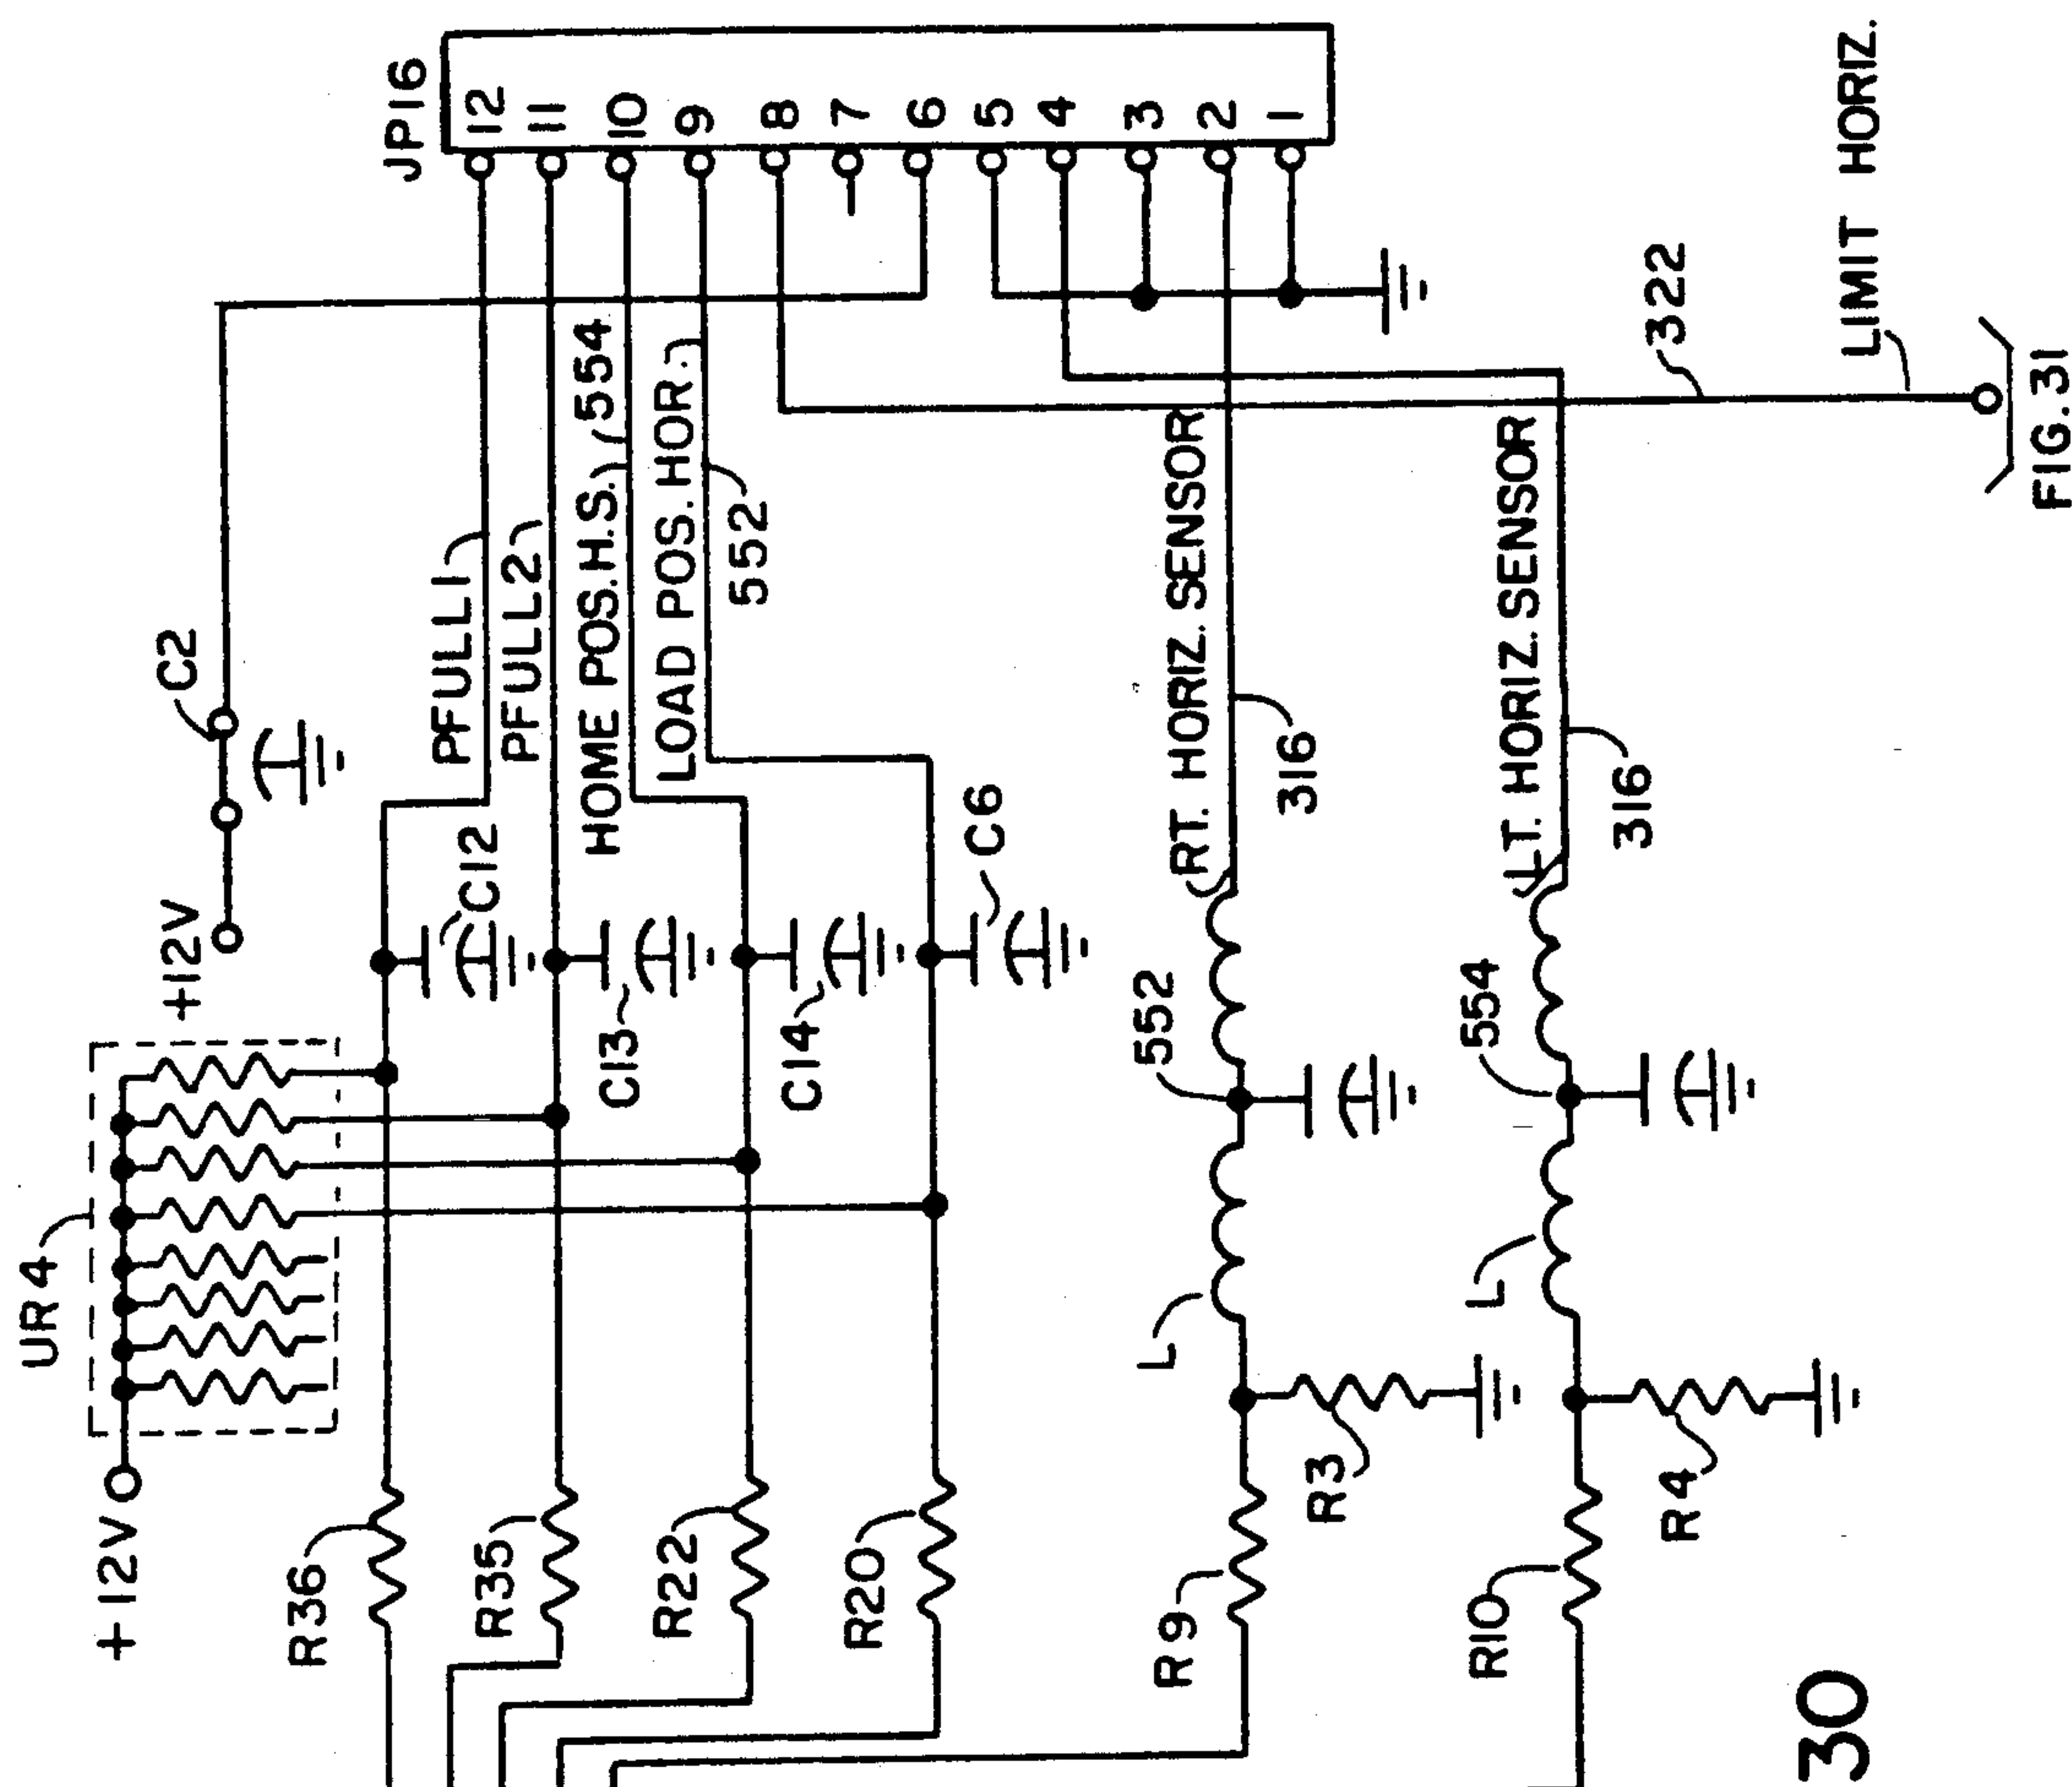 JP16
12
11
10
9
8
7
6
5
4
3
2
1
C2
+12V
PFULL1
PFULL2
HOME POS. H.S.
554
LOAD POS. HOR.
552
UR4
+12V
C12
C13
C14
C6
R36
R35
R22
R20
RT. HORIZ. SENSOR
316
552
L
R3
R9
LT. HORIZ. SENSOR
316
554
L
R4
R10
322
LIMIT HORIZ.
FIG. 31
30